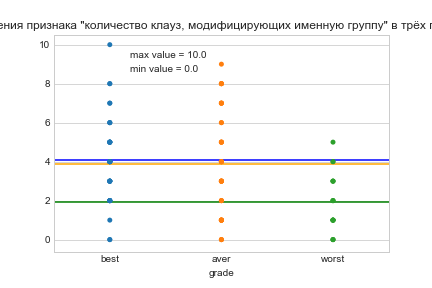 ения признака "количество клауз, модифицирующих именную группу" в трёх г
max value = 10.0
min value = 0.0
10
8
6
4
2
0
best aver worst
grade